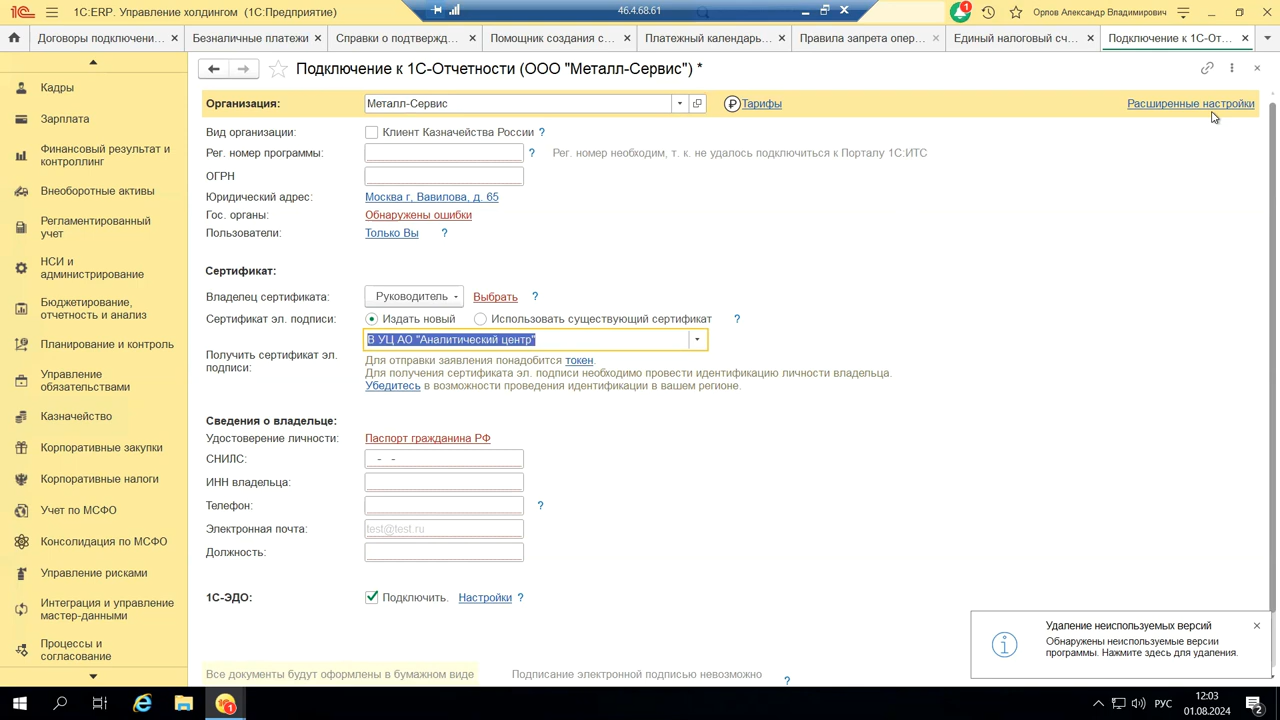 1С:ERP. Управление холдингом (1С:Предприятие)
46.4.68.61
1
Орлов Александр Владимирович
Договоры подключени...
Безналичные платежи
Справки о подтвержд...
Помощник создания с...
Платежный календарь...
Правила запрета опер...
Единый налоговый сч...
Подключение к 1С-От...
Кадры
Зарплата
Финансовый результат и
контроллинг
Внеоборотные активы
Регламентированный
учет
НСИ и
администрирование
Бюджетирование,
отчетность и анализ
Планирование и контроль
Управление
обязательствами
Казначейство
Корпоративные закупки
Корпоративные налоги
Учет по МСФО
Консолидация по МСФО
Управление рисками
Интеграция и управление
мастер-данными
Процессы и
согласование
Подключение к 1С-Отчетности (ООО "Металл-Сервис") *
Организация: Металл-Сервис Тарифы Расширенные настройки
Вид организации: Клиент Казначейства России ?
Рег. номер программы: ? Рег. номер необходим, т. к. не удалось подключиться к Порталу 1С:ИТС
ОГРН
Юридический адрес: Москва г, Вавилова, д. 65
Гос. органы: Обнаружены ошибки
Пользователи: Только Вы ?
Сертификат:
Владелец сертификата: Руководитель Выбрать ?
Сертификат эл. подписи: Издать новый Использовать существующий сертификат ?
В УЦ АО "Аналитический центр"
Получить сертификат эл.
подписи:
Для отправки заявления понадобится токен.
Для получения сертификата эл. подписи необходимо провести идентификацию личности владельца.
Убедитесь в возможности проведения идентификации в вашем регионе.
Сведения о владельце:
Удостоверение личности: Паспорт гражданина РФ
СНИЛС: - -
ИНН владельца:
Телефон: ?
Электронная почта: test@test.ru
Должность:
1С-ЭДО: Подключить. Настройки ?
Все документы будут оформлены в бумажном виде Подписание электронной подписью невозможно ?
Удаление неиспользуемых версий
Обнаружены неиспользуемые версии
программы. Нажмите здесь для удаления.
РУС
12:03
01.08.2024
2